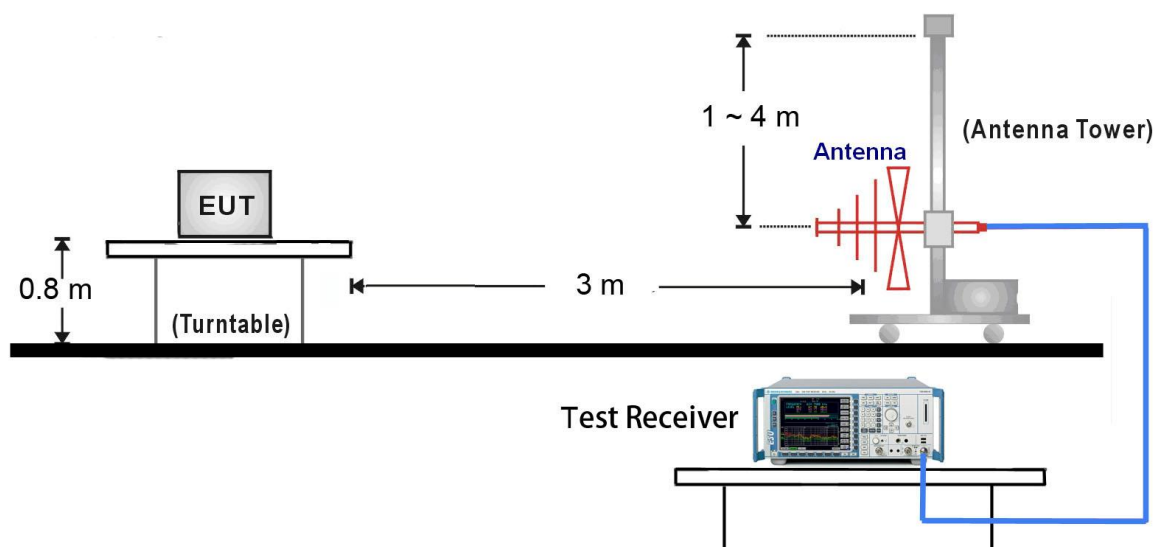 1 ~ 4 m
(Antenna Tower)
Antenna
EUT
0.8 m
3 m
(Turntable)
Test Receiver